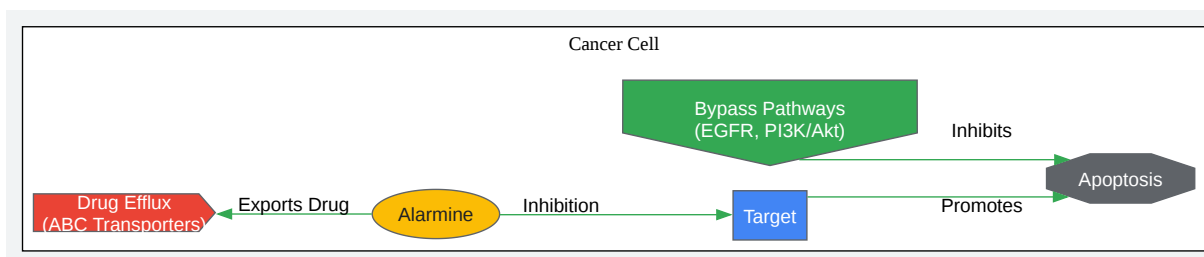 Cancer Cell
Bypass Pathways
(EGFR, PI3K/Akt)
Inhibits
Apoptosis
Drug Efflux
(ABC Transporters)
Exports Drug
Alarmine
Inhibition
Target
Promotes